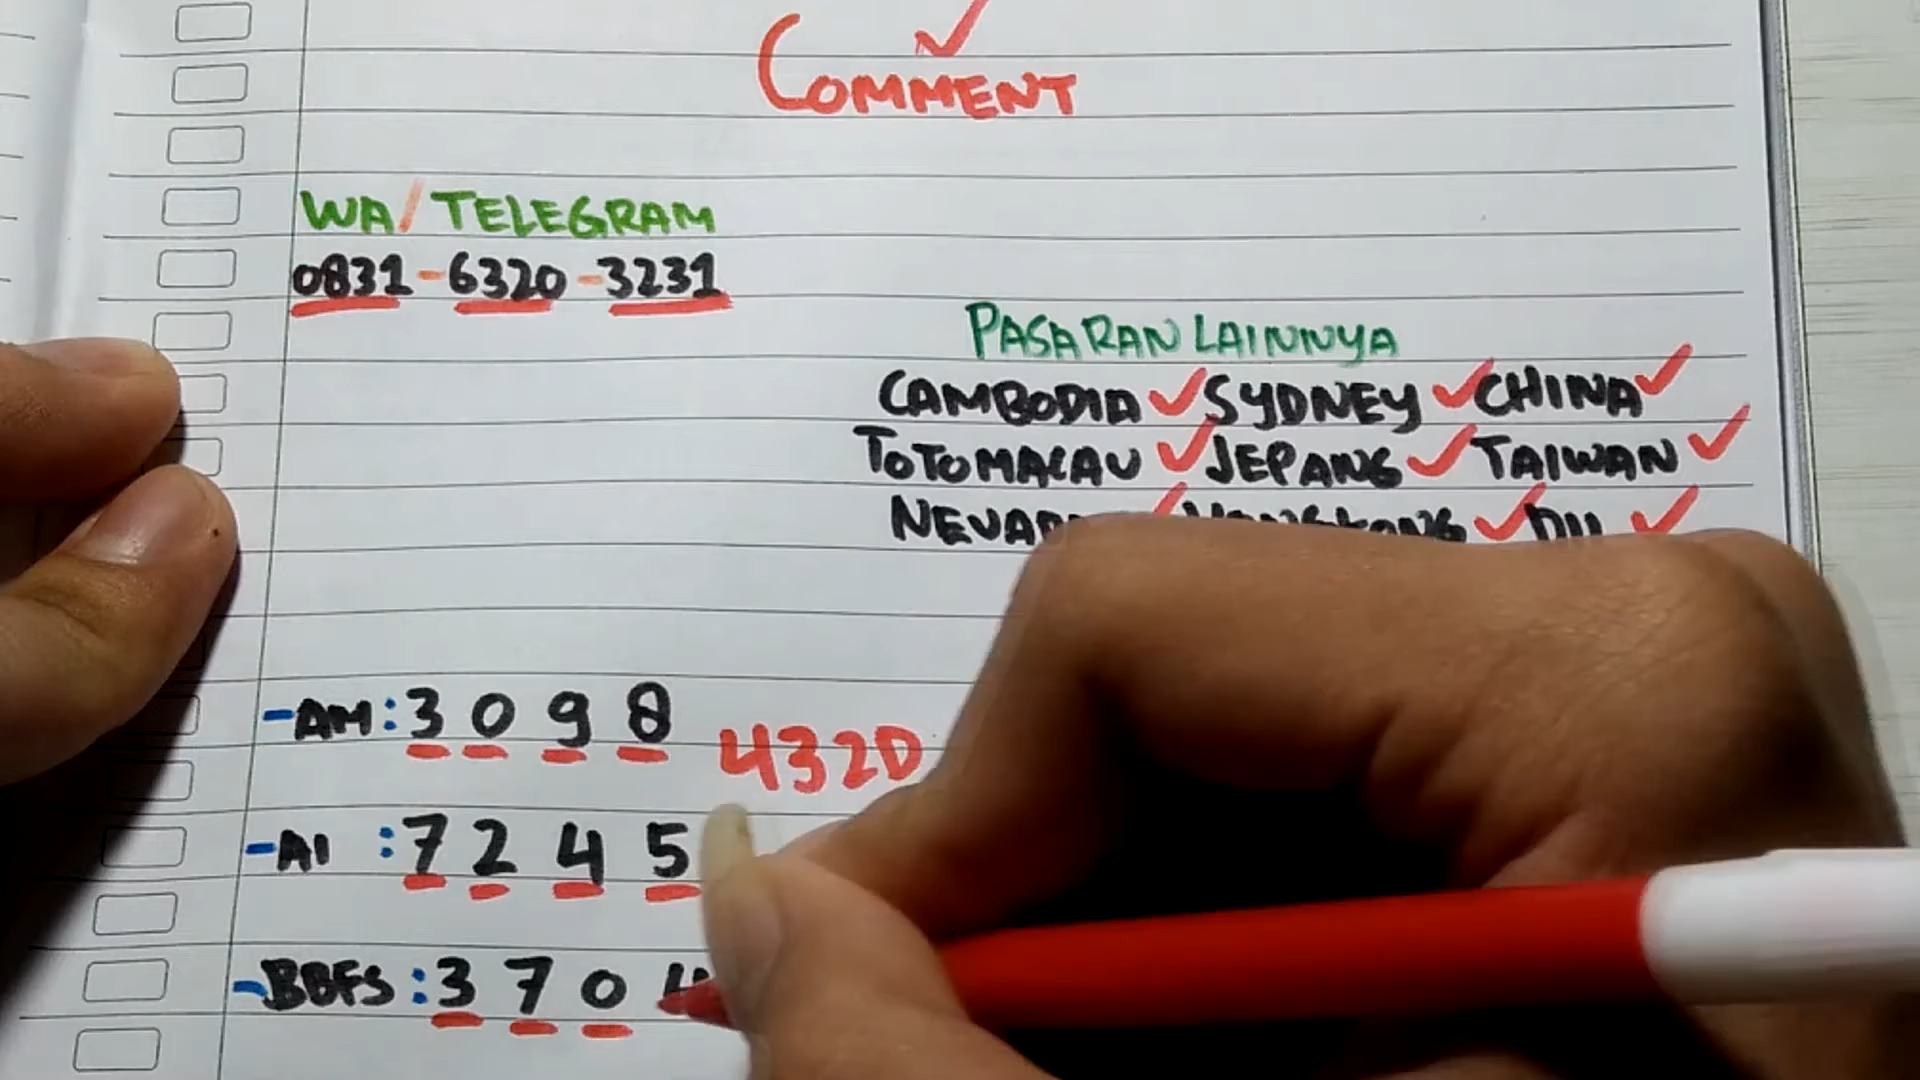 COMMENT
WA/TELEGRAM
0831-6320-3231
PASARAN LAINNYA
CAMBODIA SYDNEY CHINA
TOTOMACAU JEPANG TAIWAN
-AM: 3 0 9 8
432D
-AI : 7 2 4 5
-BBFS: 3 7 0 4